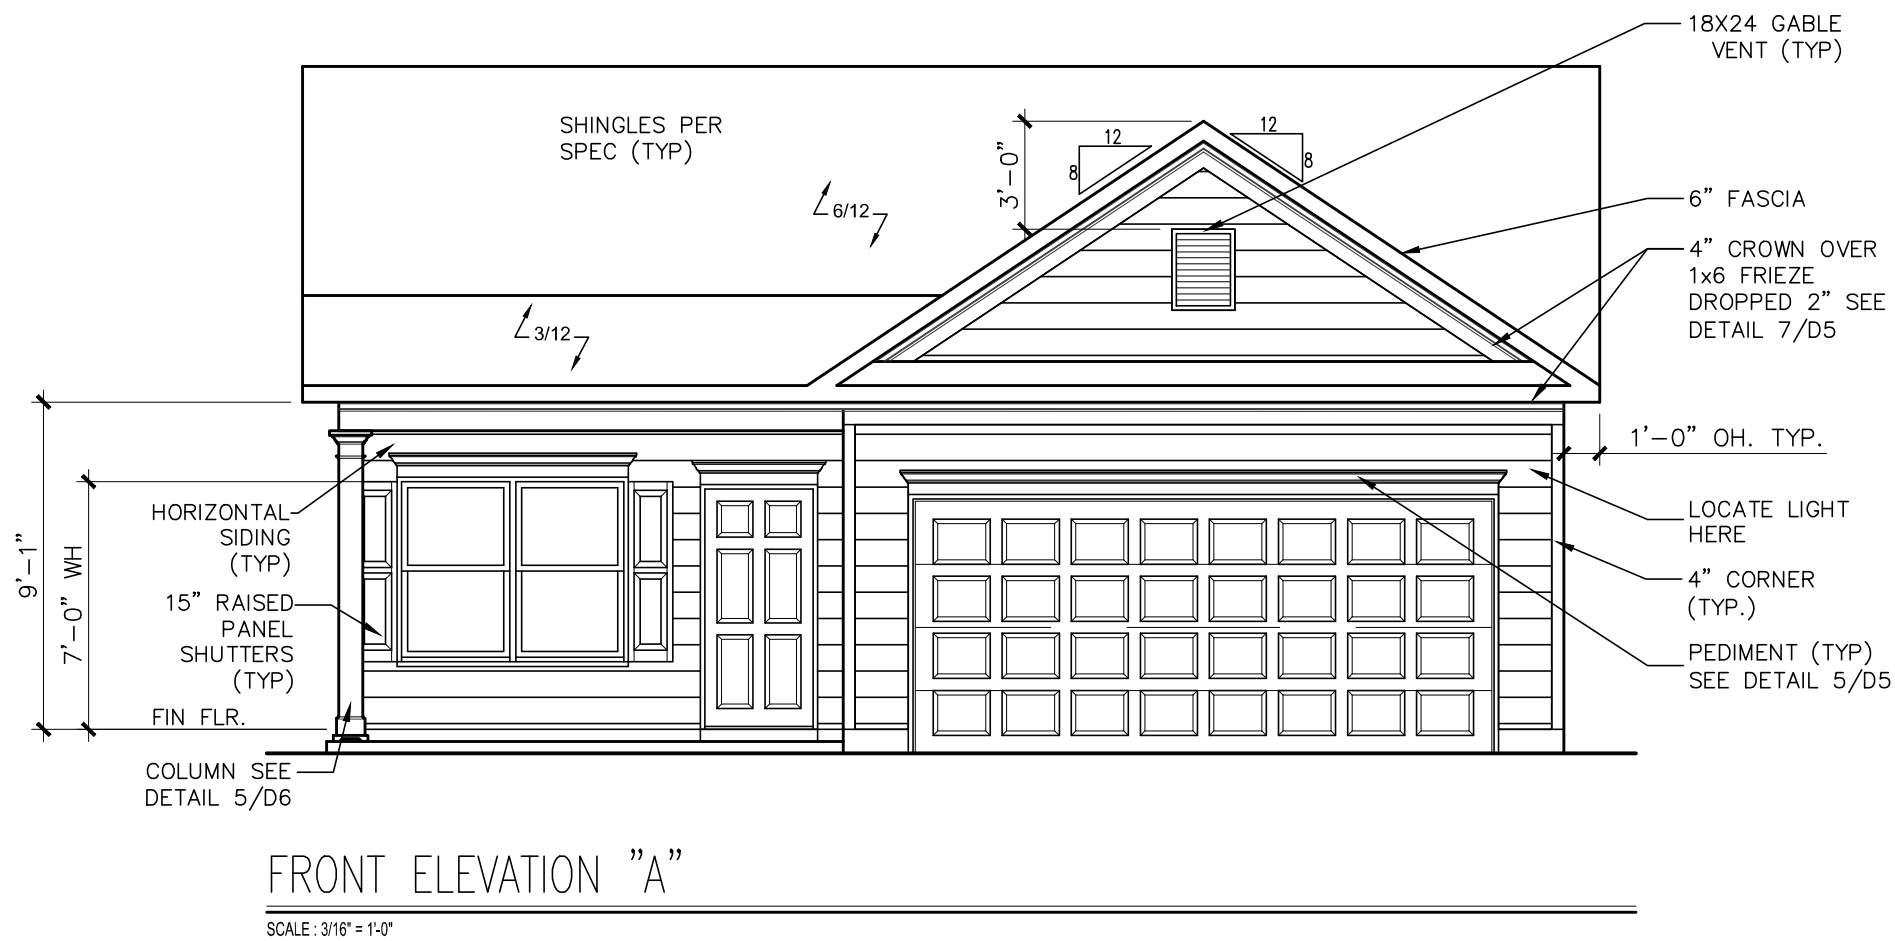 18X24 GABLE
VENT (TYP)
SHINGLES PER
SPEC (TYP)
12
8
12
8
3'-0"
6/12
6" FASCIA
4" CROWN OVER
1x6 FRIEZE
DROPPED 2" SEE
DETAIL 7/D5
3/12
1'-0" OH. TYP.
HORIZONTAL
SIDING
(TYP)
LOCATE LIGHT
HERE
9'-1"
7'-0" WH
15" RAISED
PANEL
SHUTTERS
(TYP)
4" CORNER
(TYP.)
PEDIMENT (TYP)
SEE DETAIL 5/D5
FIN FLR.
COLUMN SEE
DETAIL 5/D6
FRONT ELEVATION "A"
SCALE : 3/16" = 1'-0"